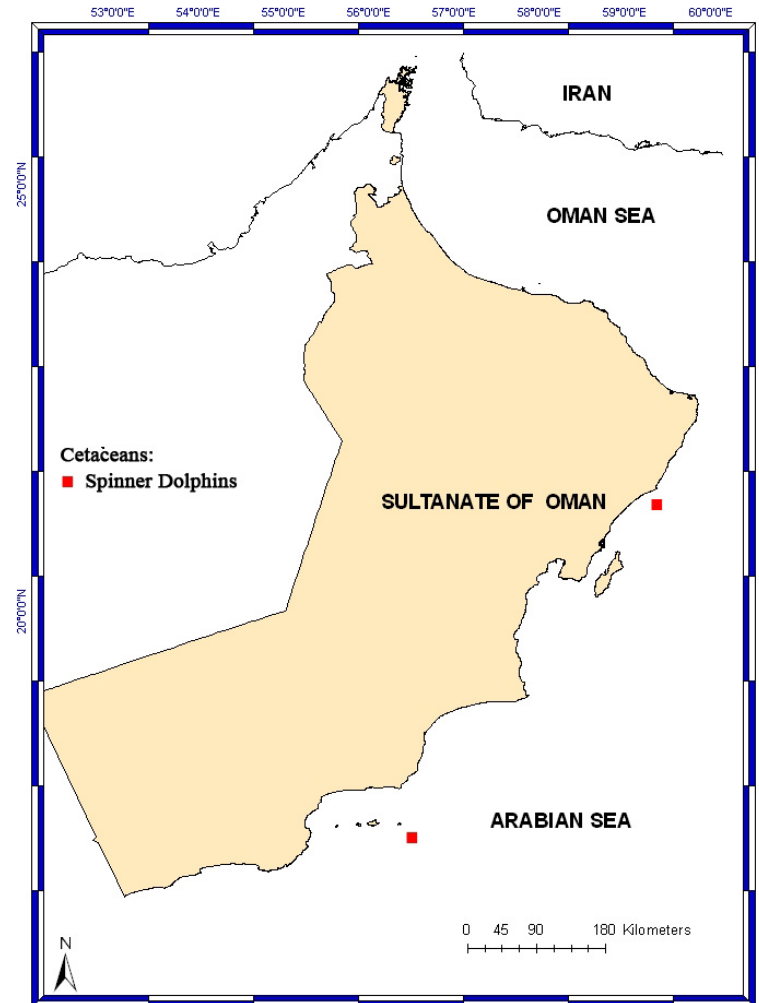 53°0'0"E 54°0'0"E 55°0'0"E 56°0'0"E 57°0'0"E 58°0'0"E 59°0'0"E 60°0'0"E
IRAN
25°0'0"N
OMAN SEA
Cetaceans:
Spinner Dolphins
SULTANATE OF OMAN
20°0'0"N
ARABIAN SEA
N
0 45 90 180 Kilometers